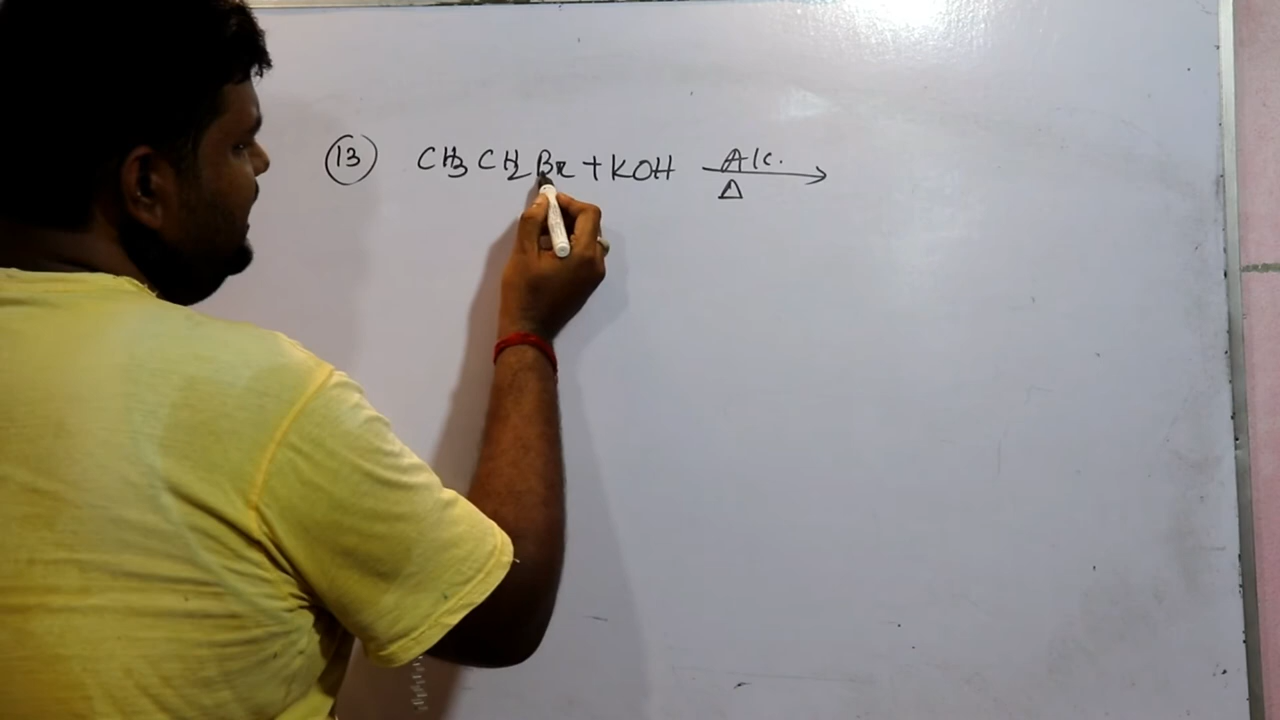 (13) CH3 CH2 Br + KOH Alc. Δ →